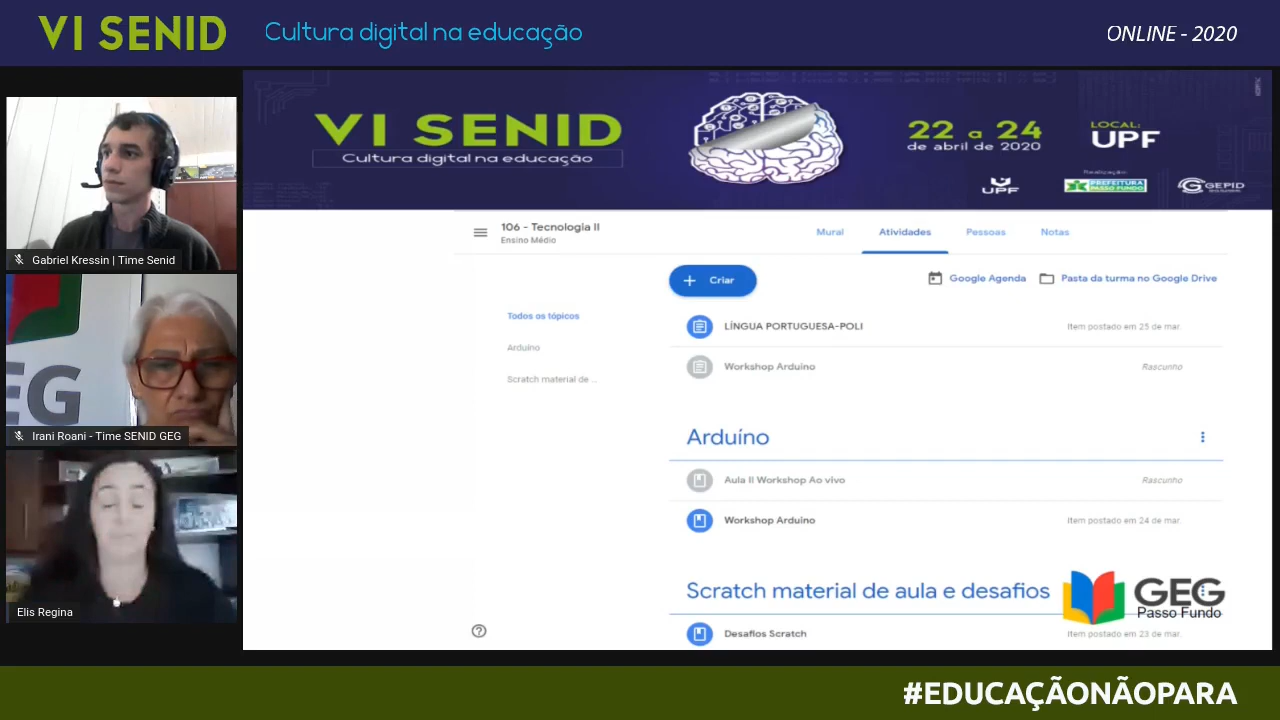 VI SENID
Cultura digital na educação
ONLINE - 2020
Gabriel Kressin | Time Senid
EG
Irani Roani - Time SENID GEG
Elis Regina
VI SENID
Cultura digital na educação
22 a 24
de abril de 2020
LOCAL:
UPF
Realização:
UPF
PREFEITURA
PASSO FUNDO
GEPID
106 - Tecnologia II
Ensino Médio
Mural
Atividades
Pessoas
Notas
Criar
Google Agenda
Pasta da turma no Google Drive
Todos os tópicos
Arduíno
Scratch material de ...
LÍNGUA PORTUGUESA-POLI
Item postado em 25 de mar.
Workshop Arduino
Rascunho
Arduíno
Aula II Workshop Ao vivo
Rascunho
Workshop Arduino
Item postado em 24 de mar.
Scratch material de aula e desafios
Desafios Scratch
Item postado em 23 de mar.
GEG
Passo Fundo
#EDUCAÇÃONÃOPARA